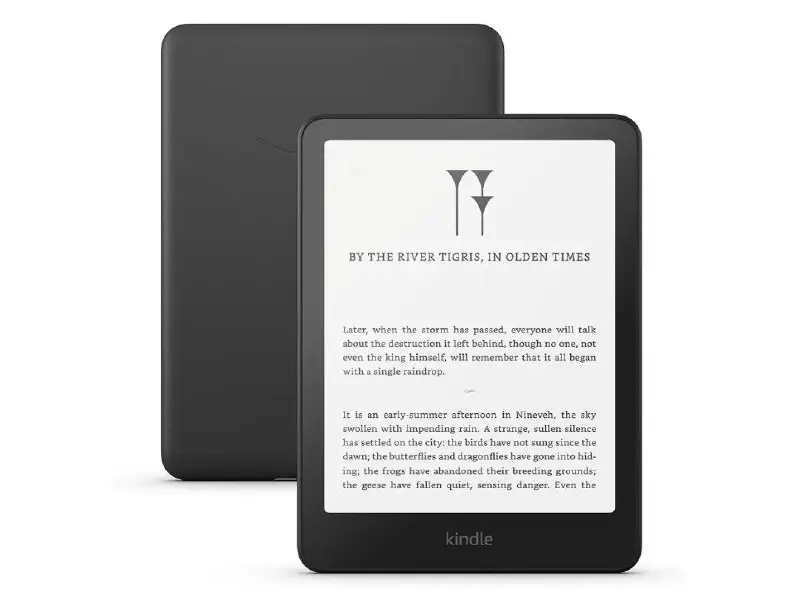 BY THE RIVER TIGRIS, IN OLDEN TIMES
Later, when the storm has passed, everyone will talk
about the destruction it left behind, though no one, not
even the king himself, will remember that it all began
with a single raindrop.
It is an early-summer afternoon in Nineveh, the sky
swollen with impending rain. A strange, sullen silence
has settled on the city: the birds have not sung since the
dawn; the butterflies and dragonflies have gone into hid-
ing; the frogs have abandoned their breeding grounds;
the geese have fallen quiet, sensing danger. Even the
kindle